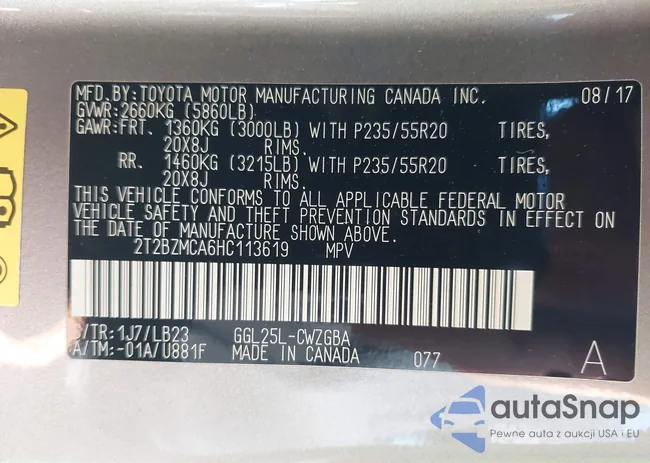 MFD.BY:TOYOTA MOTOR MANUFACTURING CANADA INC. 08/17
GVWR:2660KG (5860LB)
GAWR:FRT. 1360KG (3000LB) WITH P235/55R20 TIRES,
20X8J RIMS.
RR. 1460KG (3215LB) WITH P235/55R20 TIRES,
20X8J RIMS.
THIS VEHICLE CONFORMS TO ALL APPLICABLE FEDERAL MOTOR
VEHICLE SAFETY AND THEFT PREVENTION STANDARDS IN EFFECT ON
THE DATE OF MANUFACTURE SHOWN ABOVE.
2T2BZMCA6HC113619 MPV
C/TR:1J7/LB23 GGL25L-CWZGBA
A/TM:-01A/U881F MADE IN CANADA 077 A
autaSnap
Pewne auta z aukcji USA i EU